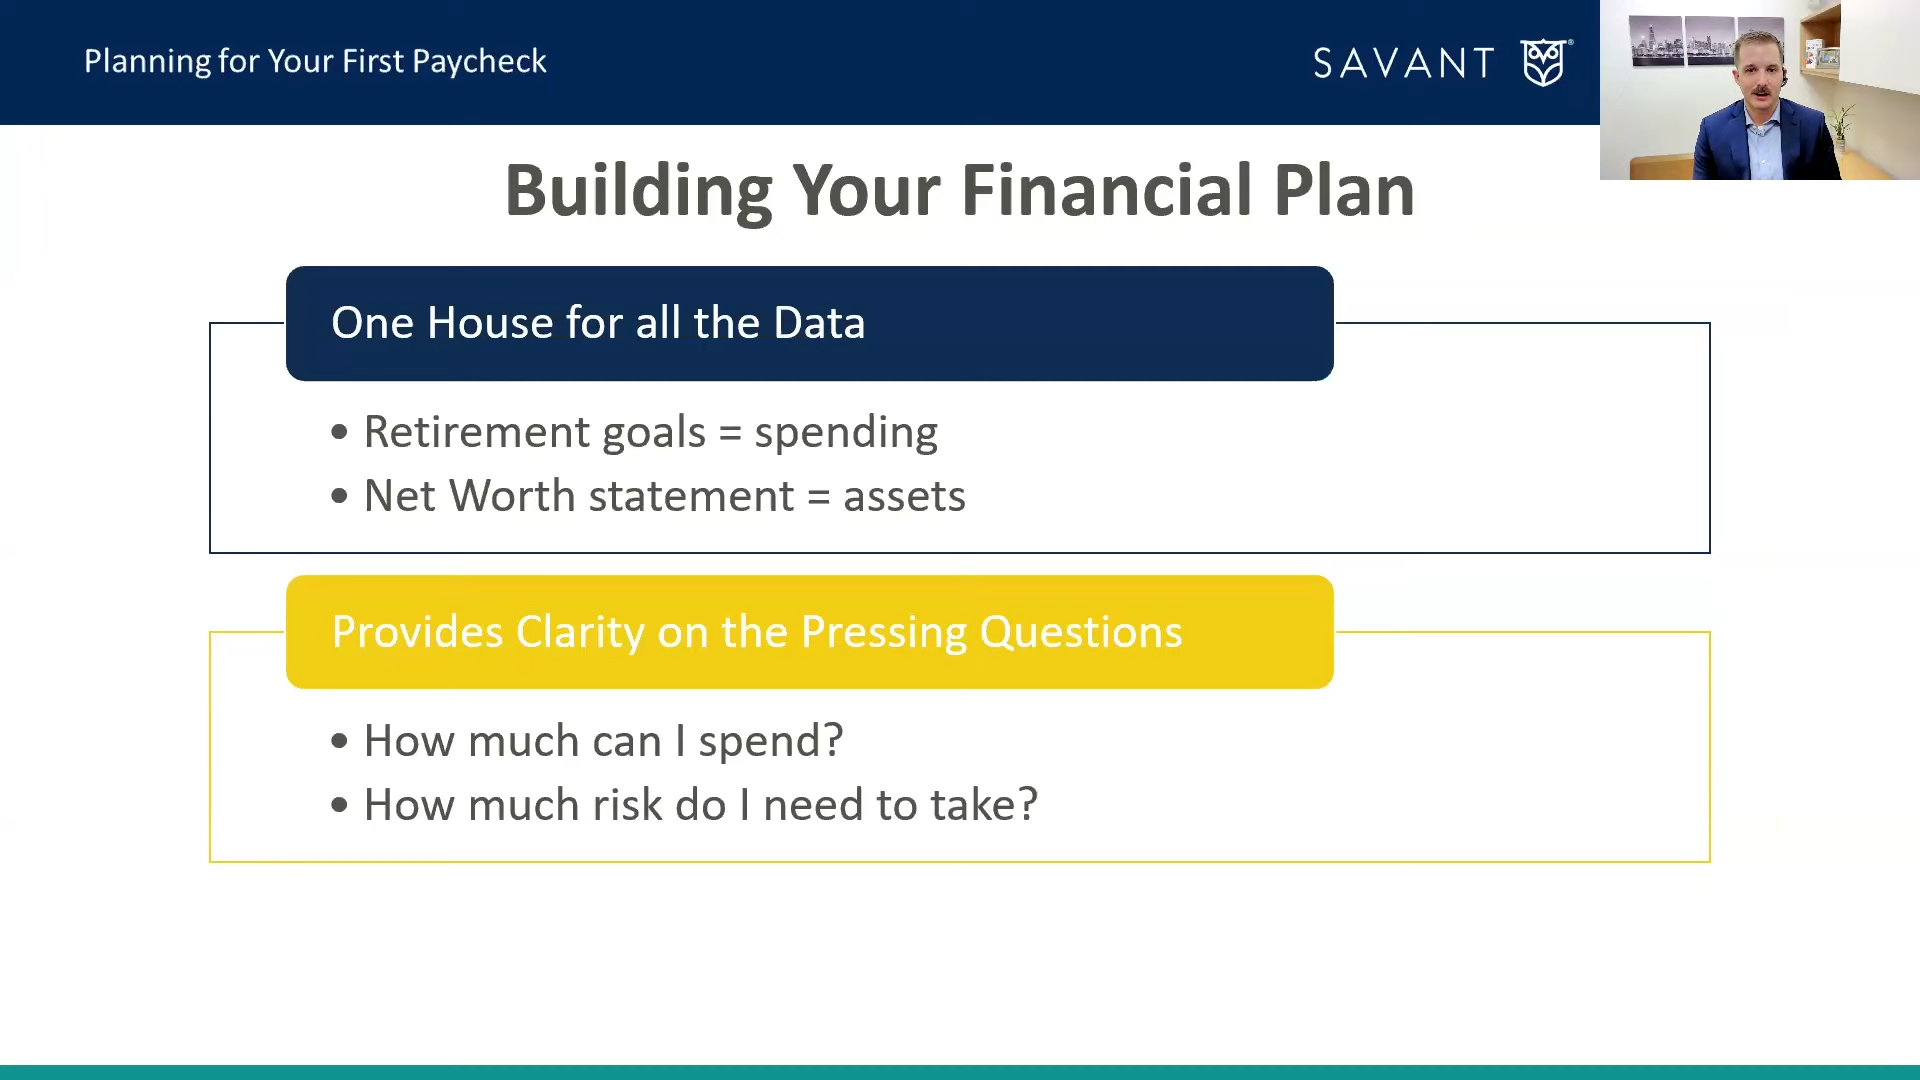 Planning for Your First Paycheck
SAVANT ®
Building Your Financial Plan
One House for all the Data
• Retirement goals = spending
• Net Worth statement = assets
Provides Clarity on the Pressing Questions
• How much can I spend?
• How much risk do I need to take?